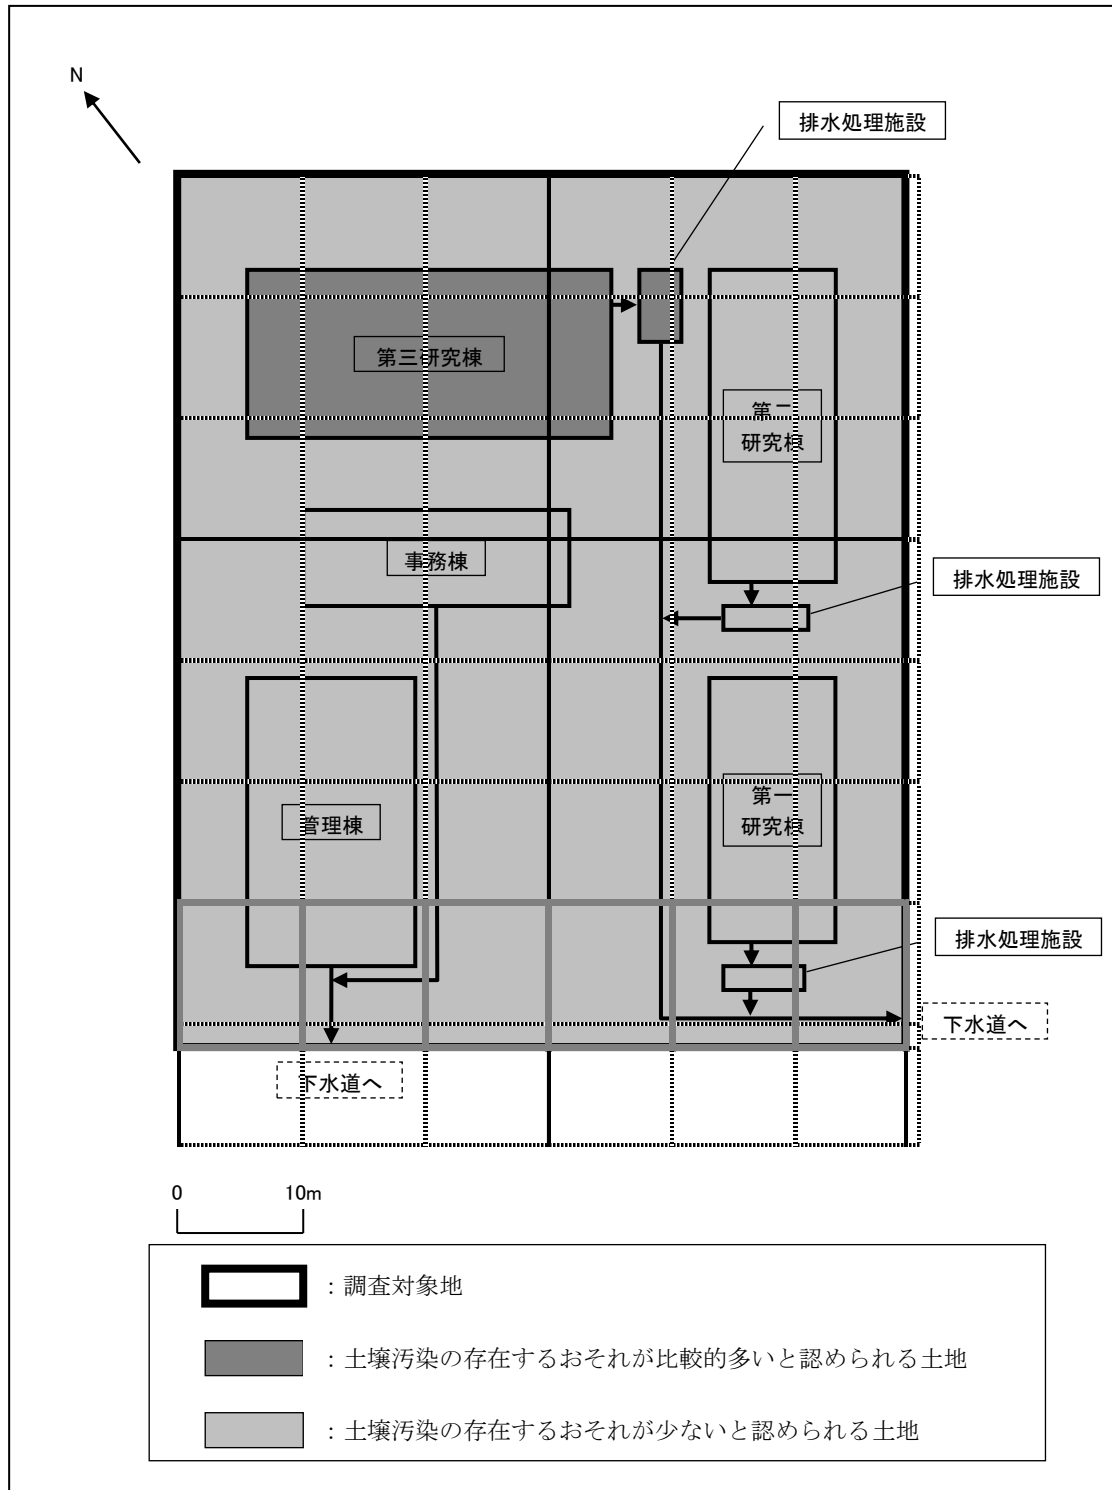 N
排水処理施設
第三研究棟
第二
研究棟
事務棟
排水処理施設
管理棟
第一
研究棟
排水処理施設
下水道へ
下水道へ
0 10m
：調査対象地
：土壌汚染の存在するおそれが比較的多いと認められる土地
：土壌汚染の存在するおそれが少ないと認められる土地